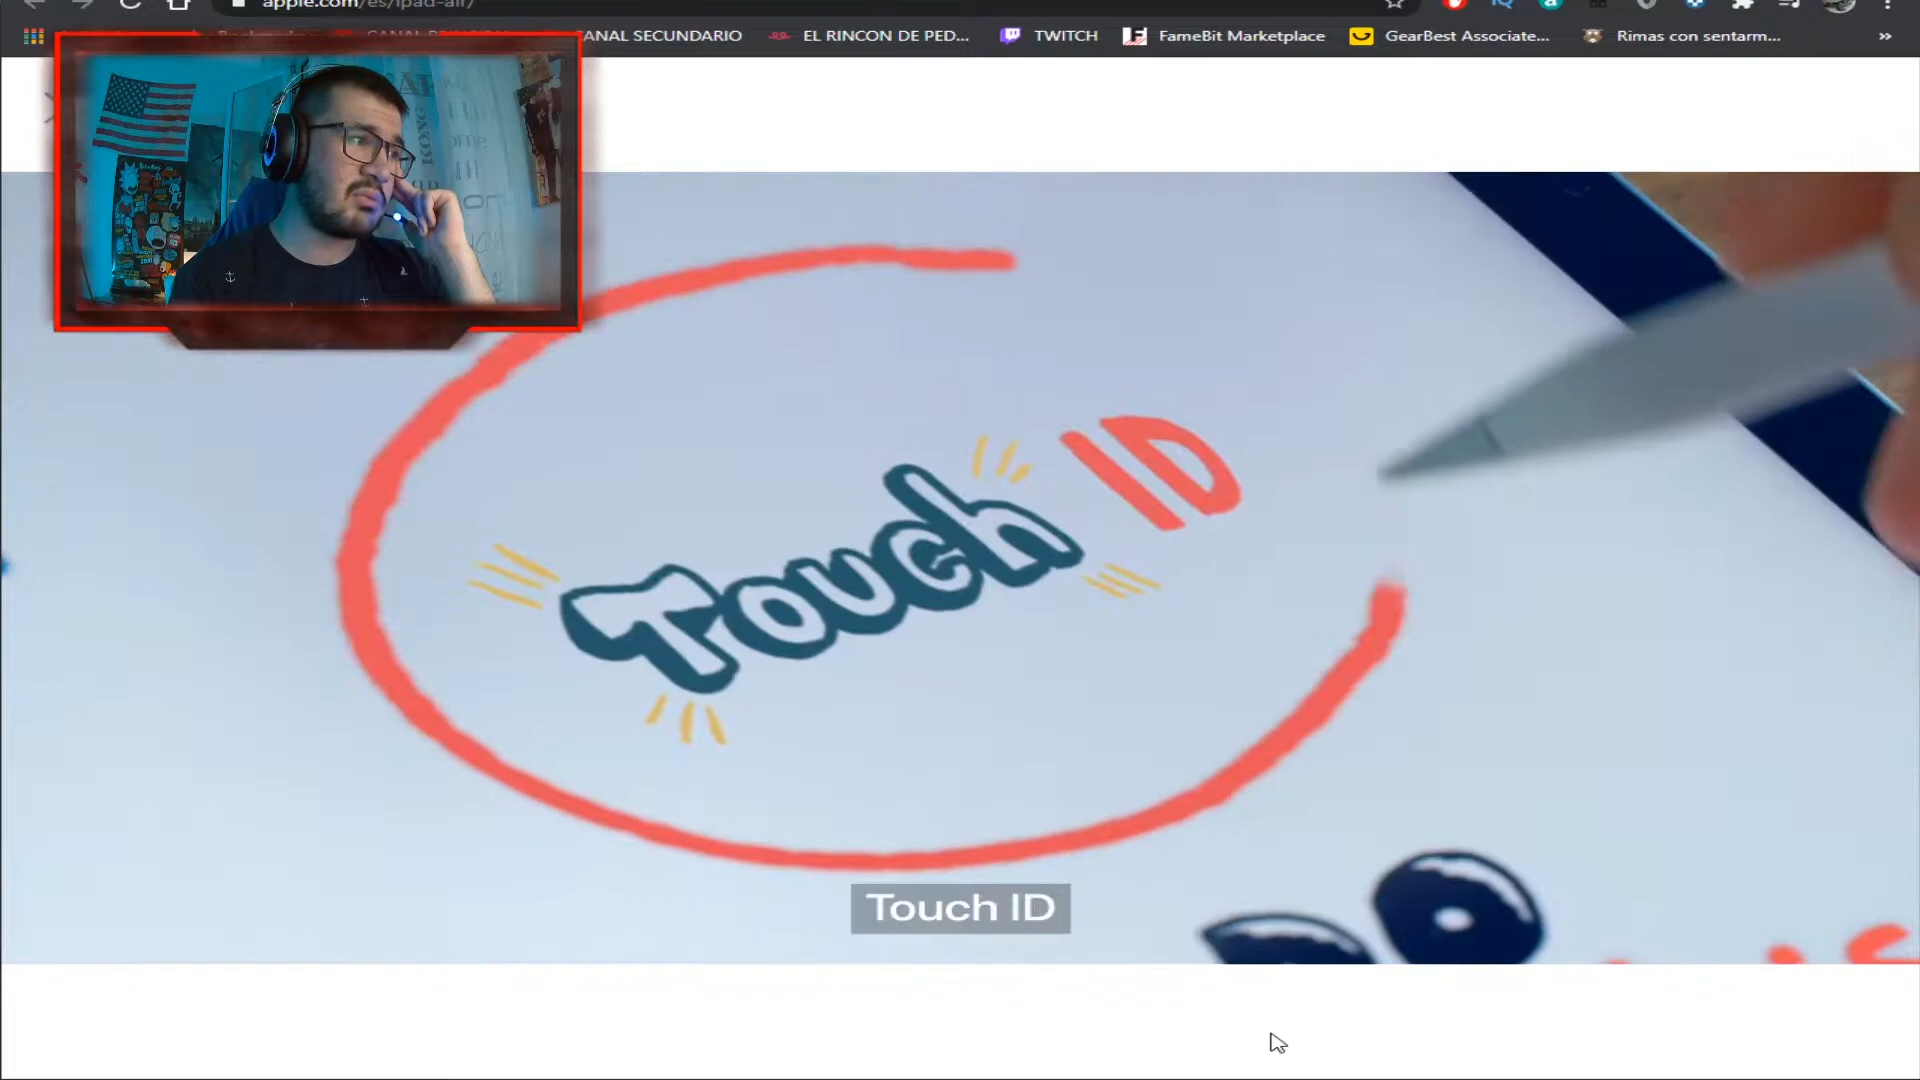 apple.com/es/ipad-air/
CANAL SECUNDARIO
EL RINCON DE PED...
TWITCH
FameBit Marketplace
GearBest Associate...
Rimas con sentarm...
»
Touch ID
Touch ID